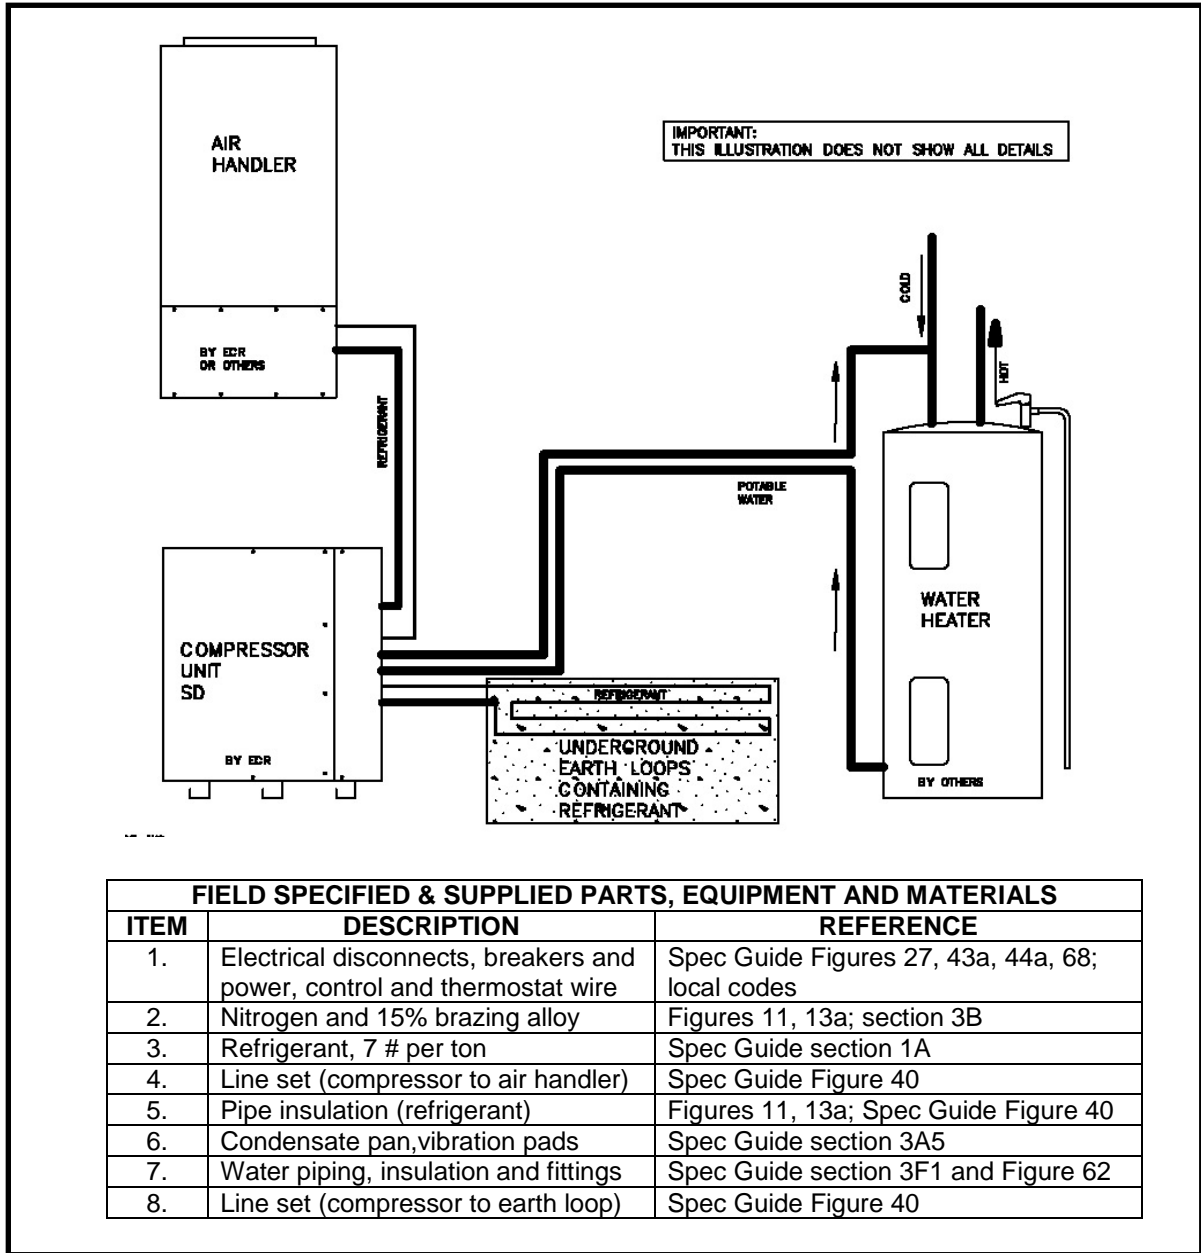 AIR
HANDLER
IMPORTANT:
THIS ILLUSTRATION DOES NOT SHOW ALL DETAILS
COLD
HOT
BY ECR
OR OTHERS
REFRIGERANT
POTABLE
WATER
WATER
HEATER
COMPRESSOR
UNIT
SD
BY ECR
REFRIGERANT
UNDERGROUND
EARTH LOOPS
CONTAINING
REFRIGERANT
BY OTHERS
FIELD SPECIFIED & SUPPLIED PARTS, EQUIPMENT AND MATERIALS
ITEM DESCRIPTION REFERENCE
1. Electrical disconnects, breakers and Spec Guide Figures 27, 43a, 44a, 68;
power, control and thermostat wire local codes
2. Nitrogen and 15% brazing alloy Figures 11, 13a; section 3B
3. Refrigerant, 7 # per ton Spec Guide section 1A
4. Line set (compressor to air handler) Spec Guide Figure 40
5. Pipe insulation (refrigerant) Figures 11, 13a; Spec Guide Figure 40
6. Condensate pan,vibration pads Spec Guide section 3A5
7. Water piping, insulation and fittings Spec Guide section 3F1 and Figure 62
8. Line set (compressor to earth loop) Spec Guide Figure 40